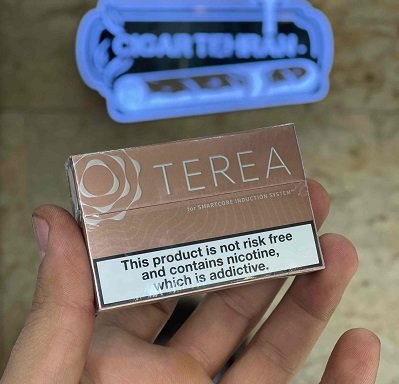 CIGARTEHRAN
TEREA
for SMARTCORE INDUCTION SYSTEM™
This product is not risk free
and contains nicotine,
which is addictive.